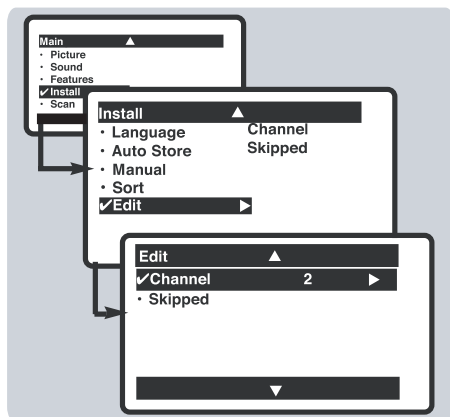 Main ▲
· Picture
· Sound
· Features
✔Install
· Scan
Install ▲
· Language Channel
· Auto Store Skipped
· Manual
· Sort
✔Edit ▶
Edit ▲
✔Channel 2 ▶
· Skipped
▼